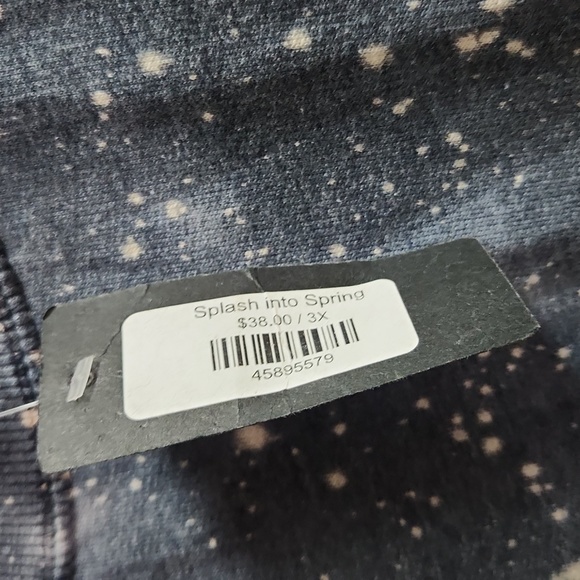 Splash into Spring
$38.00 / 3X
45895579